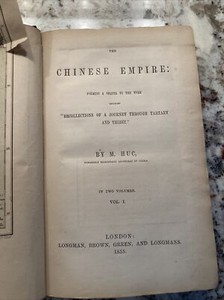 THE
CHINESE EMPIRE:
FORMING A SEQUEL TO THE WORK
ENTITLED
"RECOLLECTIONS OF A JOURNEY THROUGH TARTARY
AND THIBET."
BY M. HUC,
FORMERLY MISSIONARY APOSTOLIC IN CHINA.
IN TWO VOLUMES.
VOL. I.
LONDON:
LONGMAN, BROWN, GREEN, AND LONGMANS.